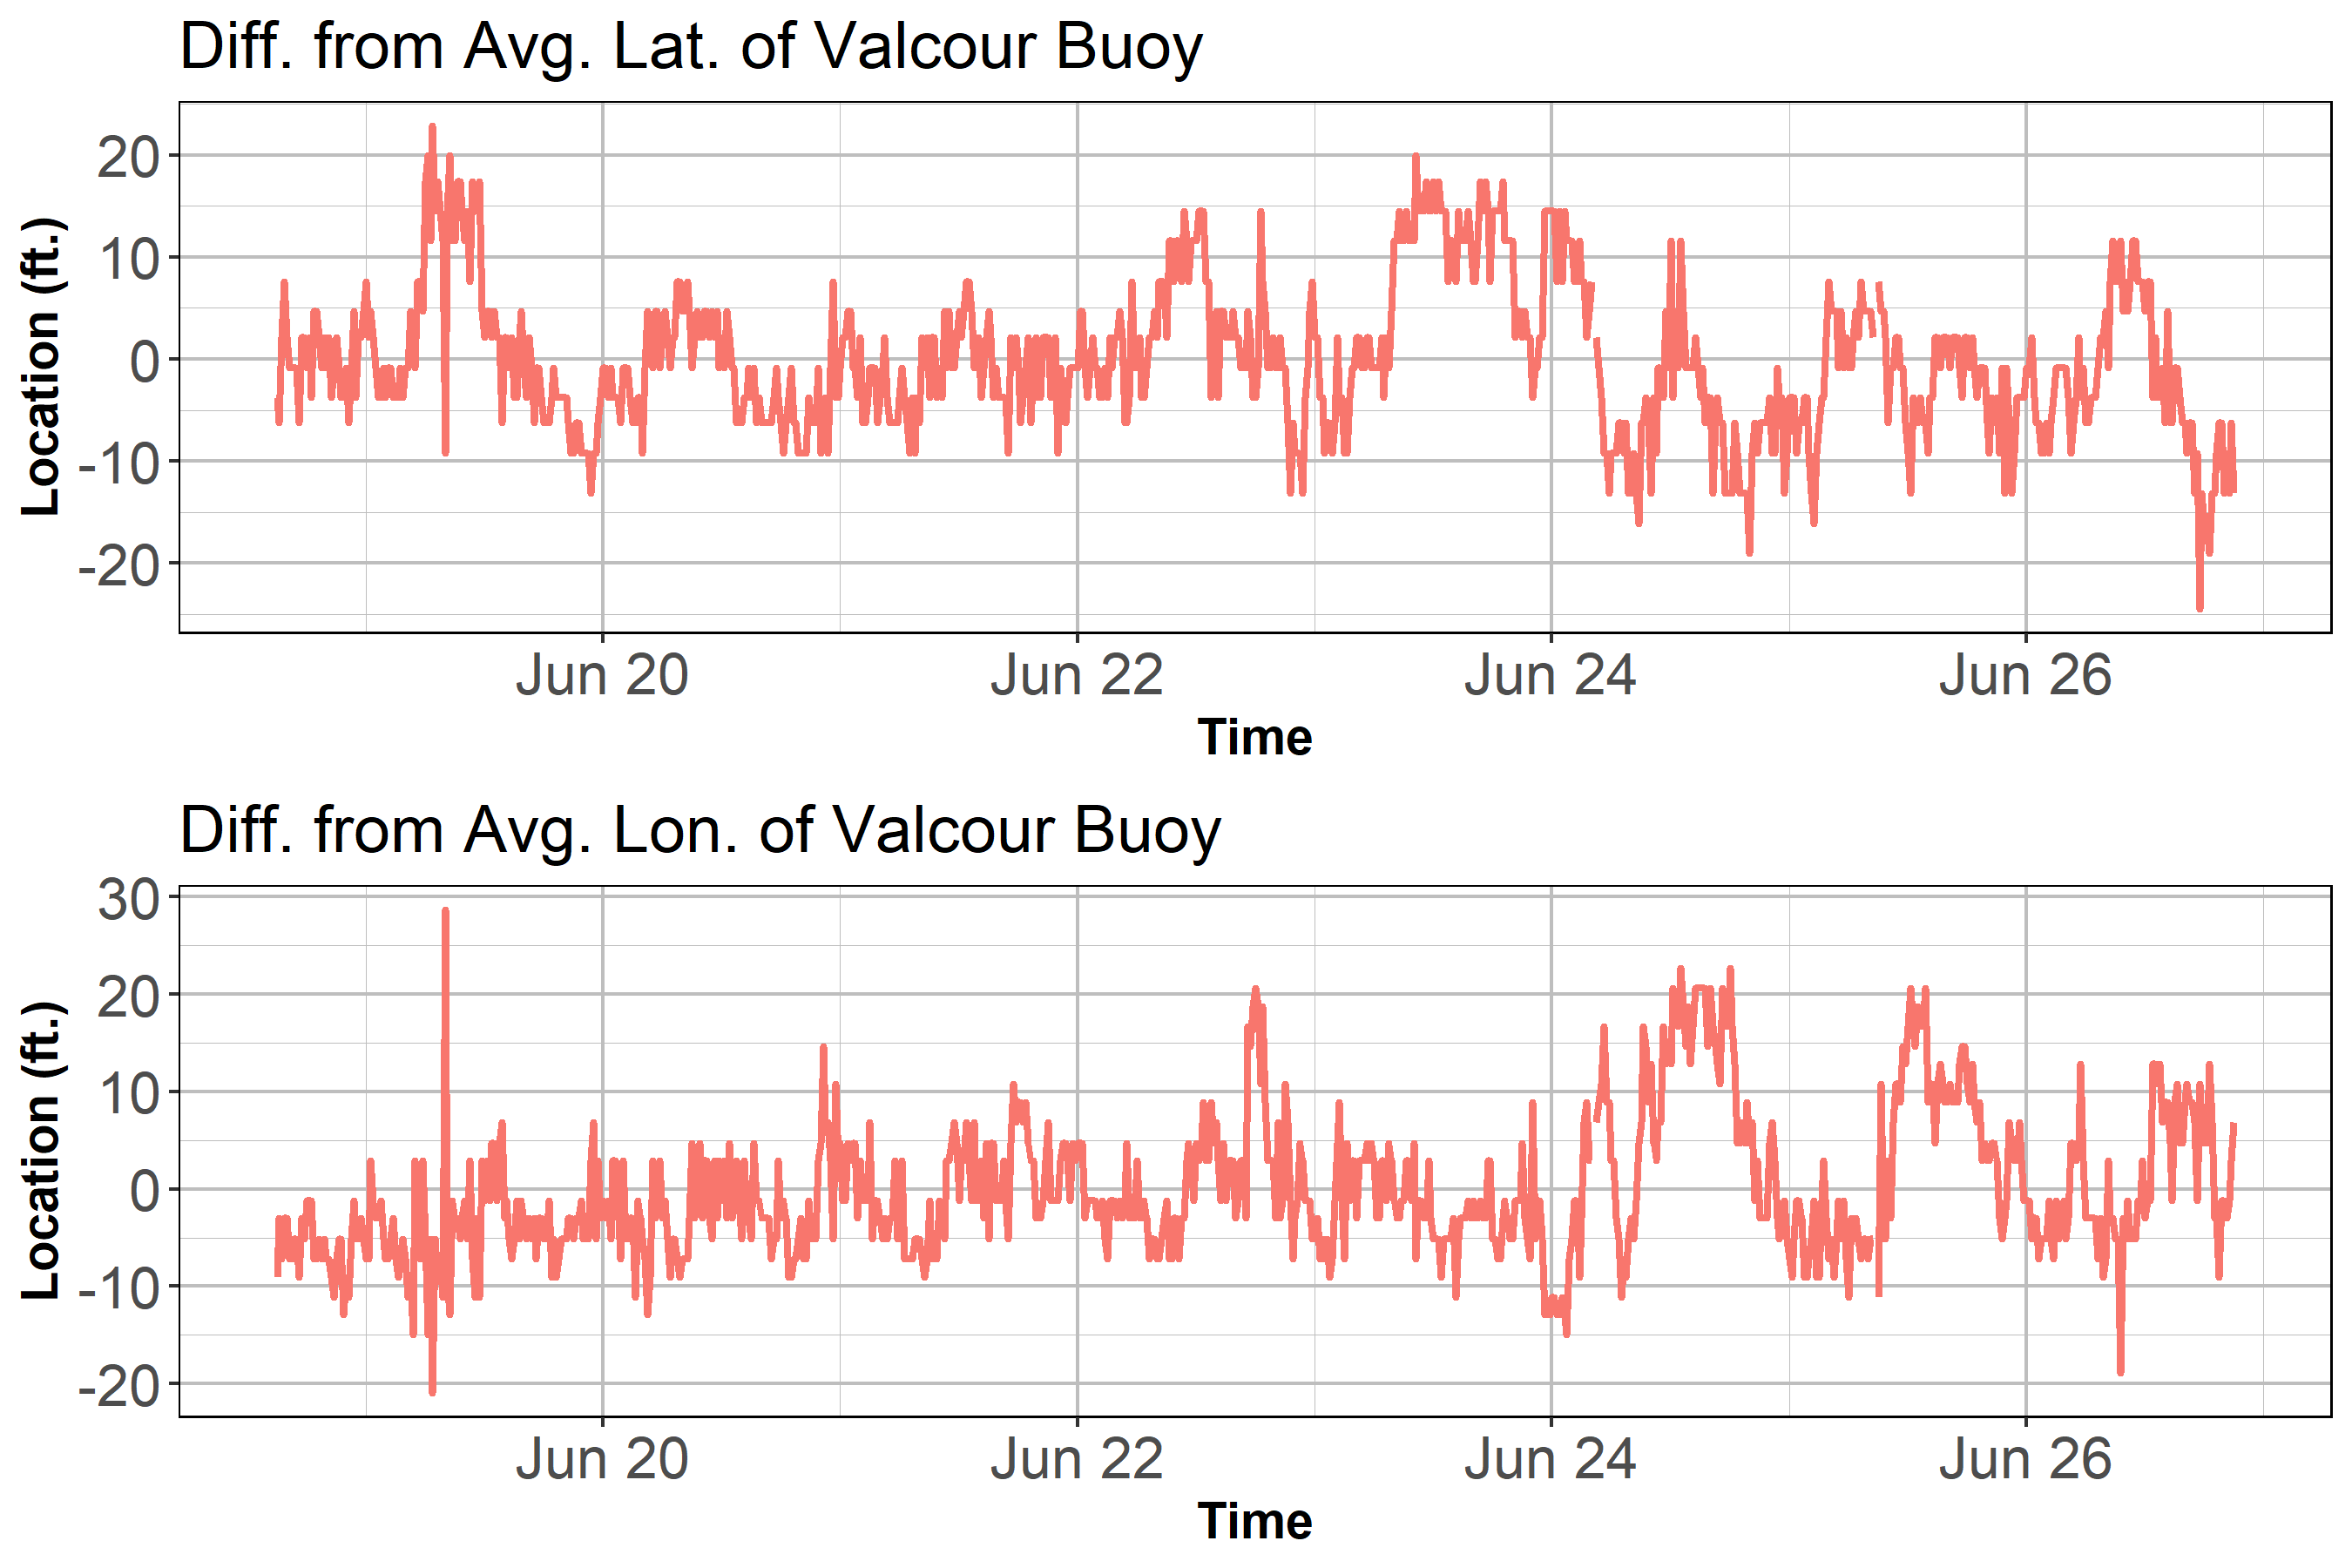 Diff. from Avg. Lat. of Valcour Buoy
Location (ft.)
20
10
0
-10
-20
Jun 20 Jun 22 Jun 24 Jun 26
Time
Diff. from Avg. Lon. of Valcour Buoy
Location (ft.)
30
20
10
0
-10
-20
Jun 20 Jun 22 Jun 24 Jun 26
Time